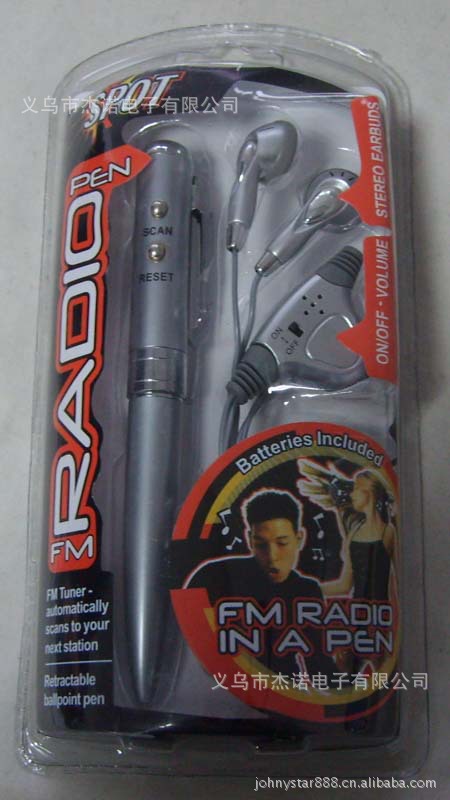 SPOT
义乌市杰诺电子有限公司
FM RADIO PEN
SCAN
RESET
ON/OFF · VOLUME STEREO EARBUDS
ON
OFF
Batteries Included
FM RADIO
IN A PEN
FM Tuner -
automatically
scans to your
next station
Retractable
ballpoint pen
义乌市杰诺电子有限公司
johnystar888.cn.alibaba.com